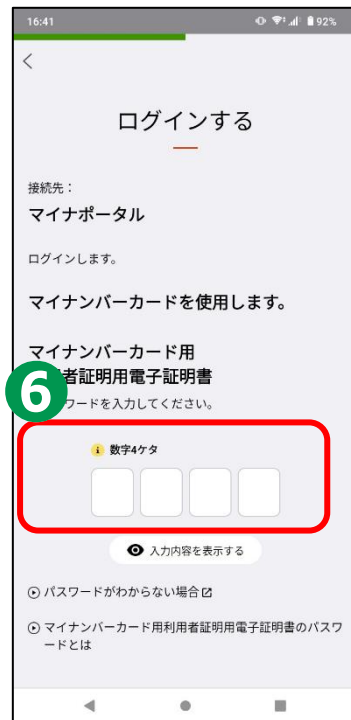 16:41 92%
ログインする
接続先：
マイナポータル
ログインします。
マイナンバーカードを使用します。
マイナンバーカード用
者証明用電子証明書
6
ワードを入力してください。
数字4ケタ
入力内容を表示する
パスワードがわからない場合
マイナンバーカード用利用者証明用電子証明書のパスワ
ードとは